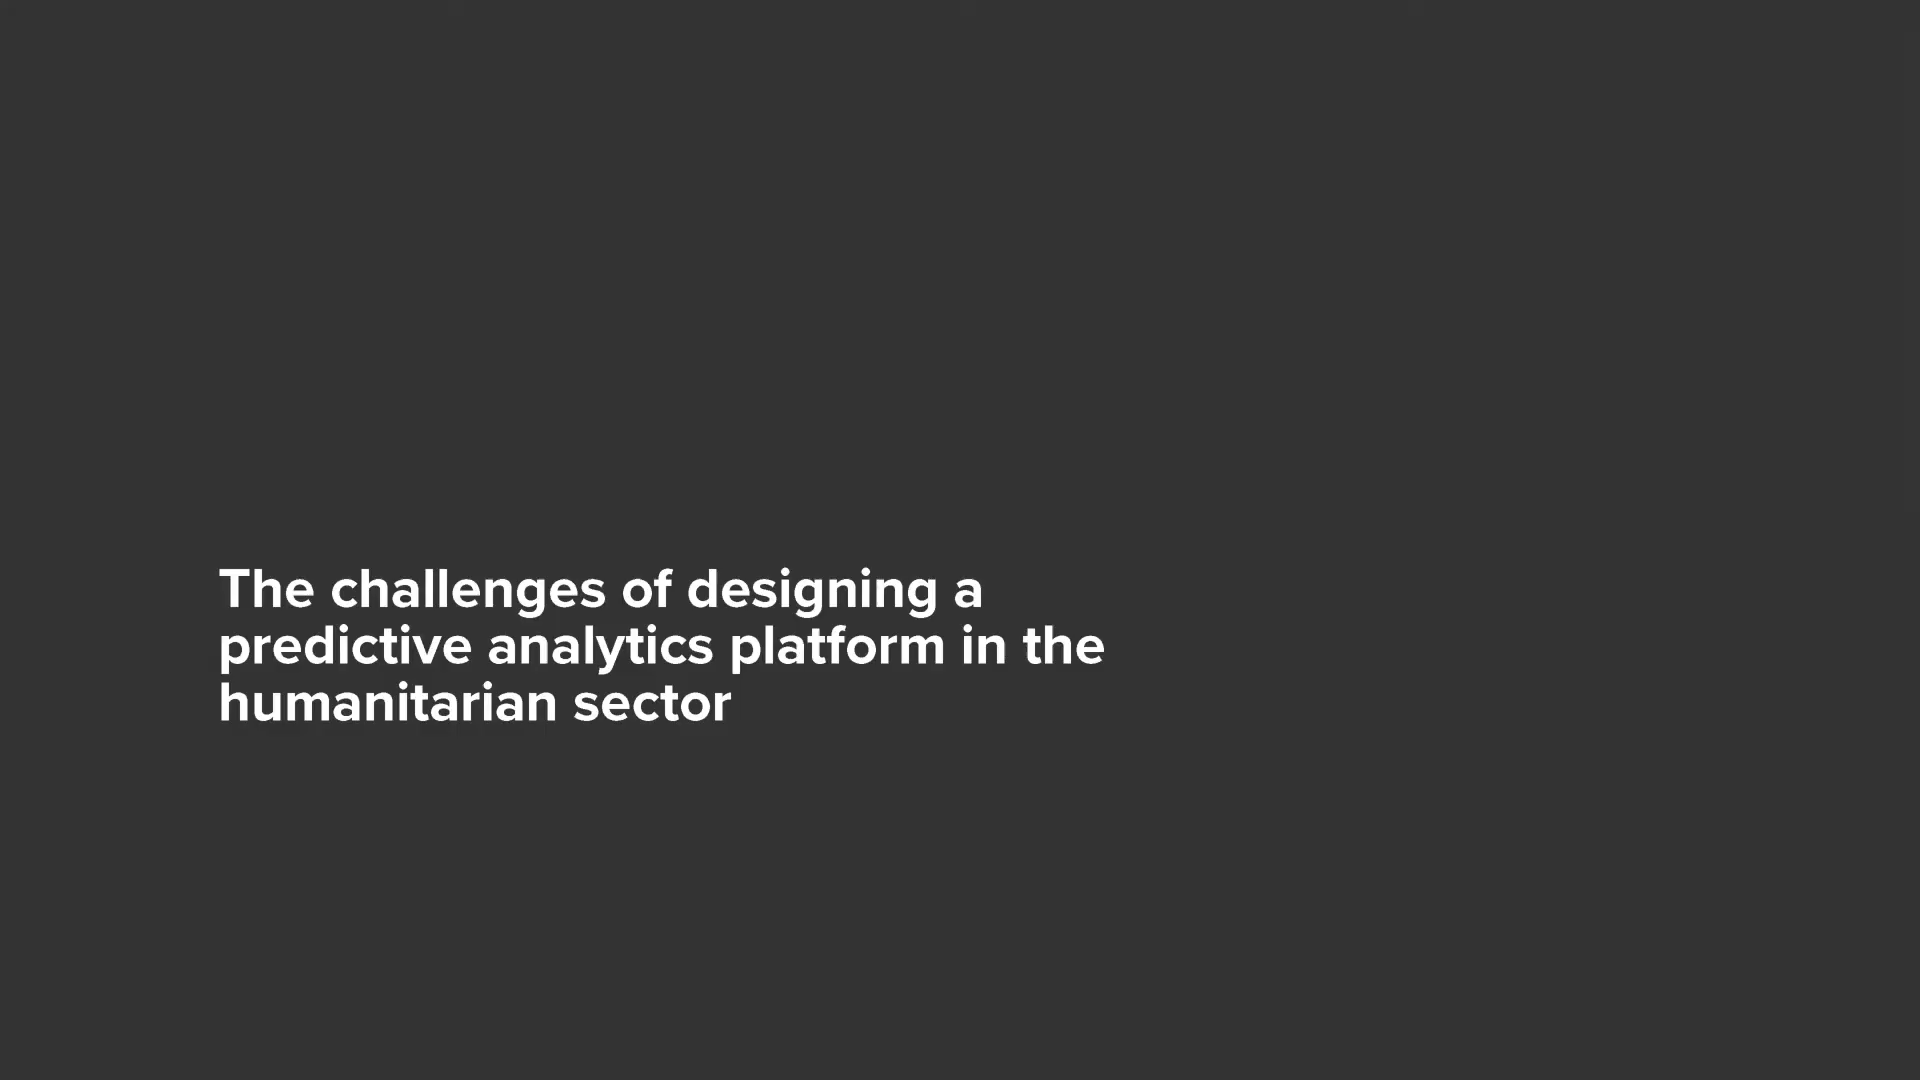 The challenges of designing a
predictive analytics platform in the
humanitarian sector